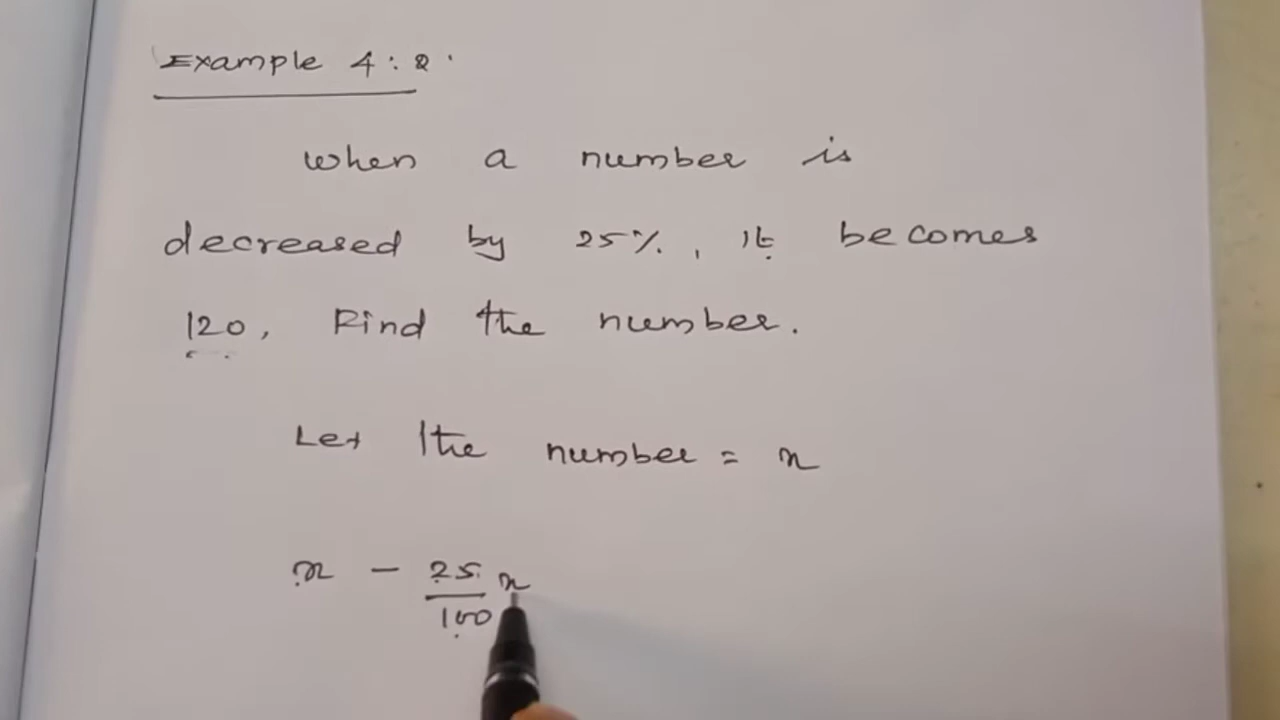 Example 4:2.
when a number is
decreased by 25%, it becomes
120, Find the number.
Let the number = x
x - 25/100 x